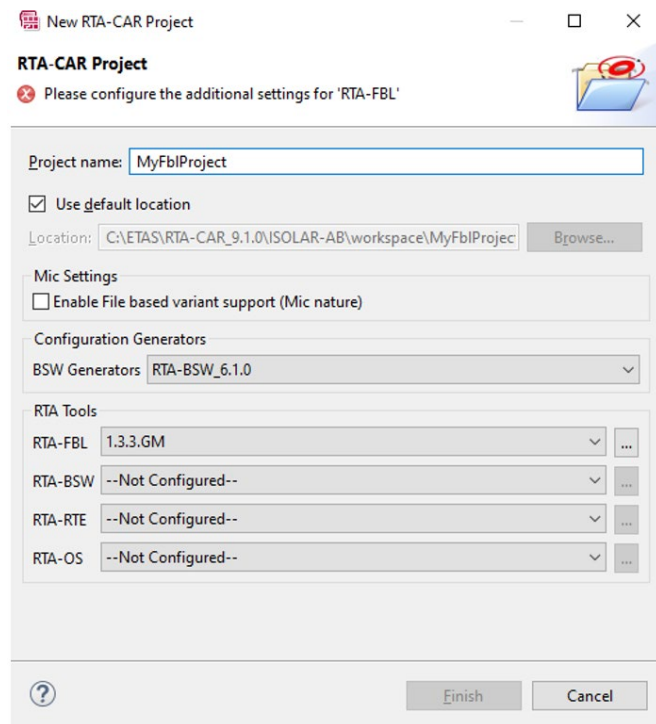 New RTA-CAR Project
RTA-CAR Project
Please configure the additional settings for 'RTA-FBL'
Project name: MyFblProject
Use default location
Location: C:\ETAS\RTA-CAR_9.1.0\ISOLAR-AB\workspace\MyFblProjec Browse...
Mic Settings
Enable File based variant support (Mic nature)
Configuration Generators
BSW Generators RTA-BSW_6.1.0
RTA Tools
RTA-FBL 1.3.3.GM ...
RTA-BSW --Not Configured-- ...
RTA-RTE --Not Configured-- ...
RTA-OS --Not Configured-- ...
? Finish Cancel